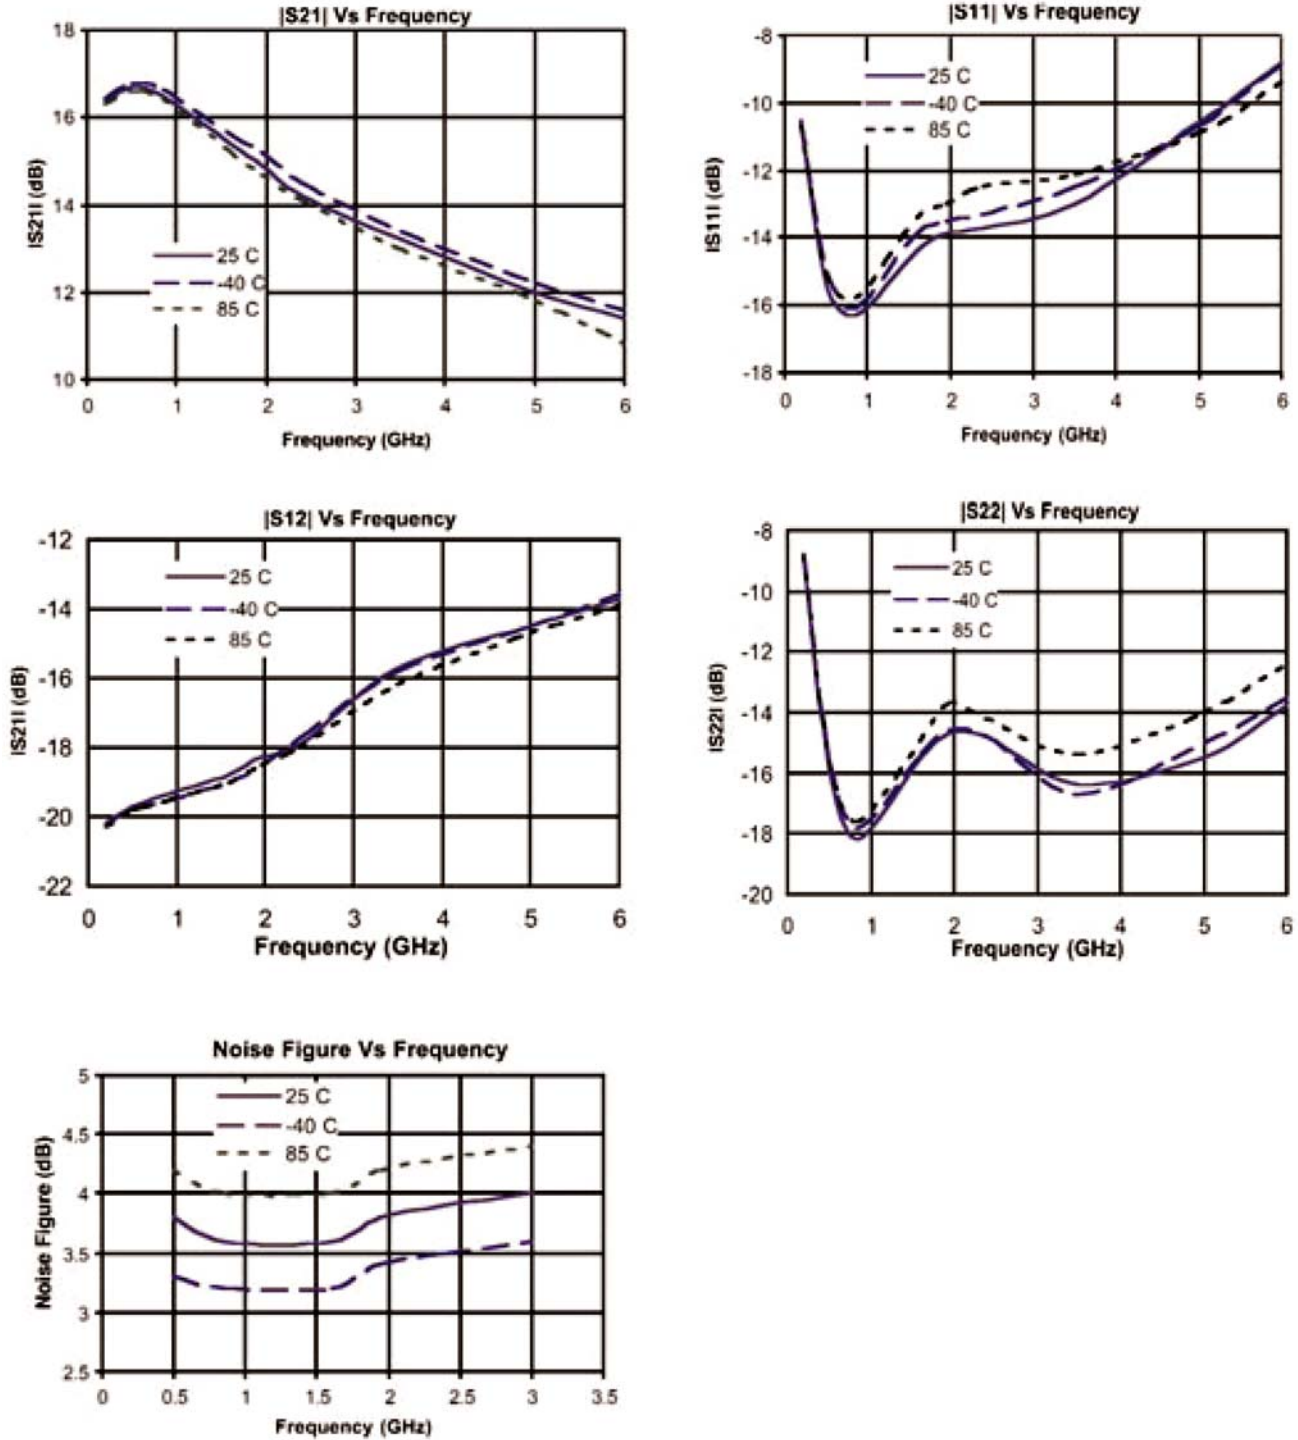 |S21| Vs Frequency
18
16
14
12
10
|S21| (dB)
25 C
-40 C
85 C
0 1 2 3 4 5 6
Frequency (GHz)
|S11| Vs Frequency
-8
-10
-12
-14
-16
-18
|S11| (dB)
25 C
-40 C
85 C
0 1 2 3 4 5 6
Frequency (GHz)
|S12| Vs Frequency
-12
-14
-16
-18
-20
-22
|S21| (dB)
25 C
-40 C
85 C
0 1 2 3 4 5 6
Frequency (GHz)
|S22| Vs Frequency
-8
-10
-12
-14
-16
-18
-20
|S22| (dB)
25 C
-40 C
85 C
0 1 2 3 4 5 6
Frequency (GHz)
Noise Figure Vs Frequency
5
4.5
4
3.5
3
2.5
Noise Figure (dB)
25 C
-40 C
85 C
0 0.5 1 1.5 2 2.5 3 3.5
Frequency (GHz)